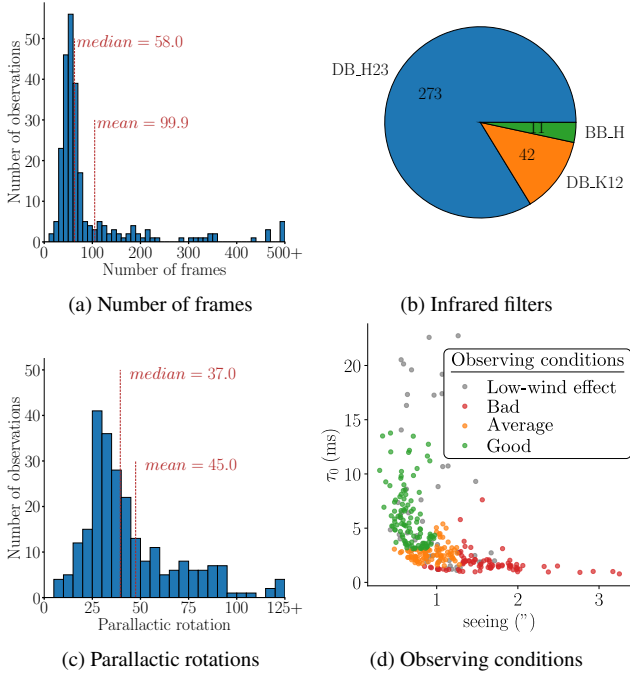 50
40
30
20
10
0
Number of observations
median = 58.0
mean = 99.9
0 100 200 300 400 500+
Number of frames
(a) Number of frames
DB_H23
273
11
BB_H
42
DB_K12
(b) Infrared filters
50
40
30
20
10
0
Number of observations
median = 37.0
mean = 45.0
0 25 50 75 100 125+
Parallactic rotation
(c) Parallactic rotations
20
15
10
5
0
τ0 (ms)
Observing conditions
Low-wind effect
Bad
Average
Good
1 2 3
seeing (”)
(d) Observing conditions